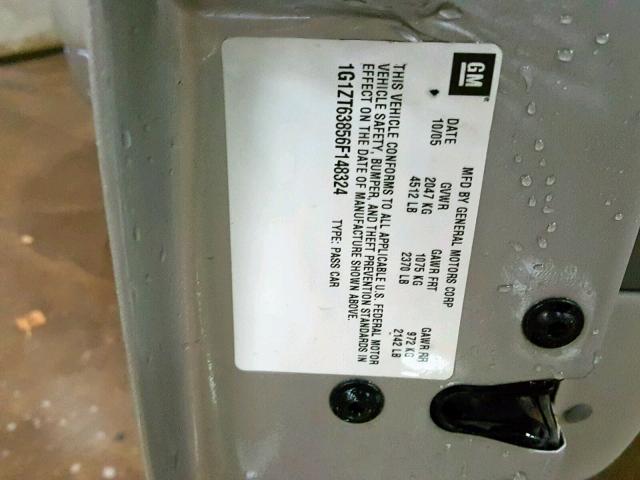 GM
MFD BY GENERAL MOTORS CORP
DATE GVWR GAWR FRT GAWR RR
10/05 2047 KG 1075 KG 972 KG
4512 LB 2370 LB 2142 LB
THIS VEHICLE CONFORMS TO ALL APPLICABLE U.S. FEDERAL MOTOR
VEHICLE SAFETY, BUMPER, AND THEFT PREVENTION STANDARDS IN
EFFECT ON THE DATE OF MANUFACTURE SHOWN ABOVE.
1G1ZT63856F148324 TYPE: PASS CAR